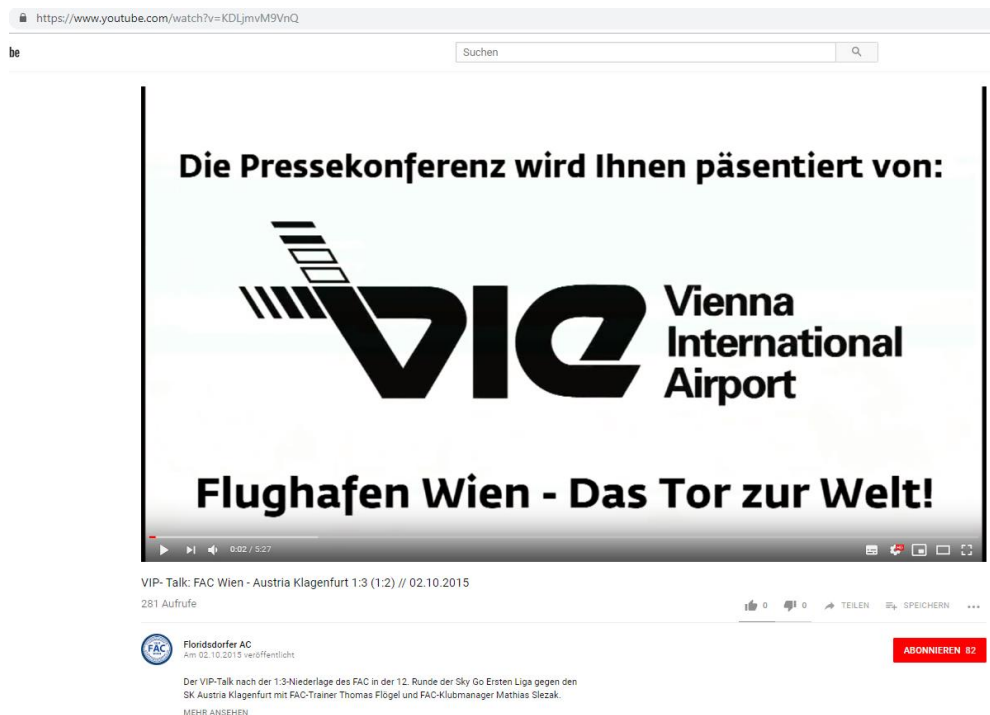 https://www.youtube.com/watch?v=KDLjmvM9VnQ
be
Suchen
Die Pressekonferenz wird Ihnen päsentiert von:
VIE
Vienna
International
Airport
Flughafen Wien - Das Tor zur Welt!
0:02 / 5:27
HD
VIP- Talk: FAC Wien - Austria Klagenfurt 1:3 (1:2) // 02.10.2015
281 Aufrufe
0 0 TEILEN SPEICHERN
FAC
Floridsdorfer AC
Am 02.10.2015 veröffentlicht
ABONNIEREN 82
Der VIP-Talk nach der 1:3-Niederlage des FAC in der 12. Runde der Sky Go Ersten Liga gegen den
SK Austria Klagenfurt mit FAC-Trainer Thomas Flögel und FAC-Klubmanager Mathias Slezak.
MEHR ANSEHEN